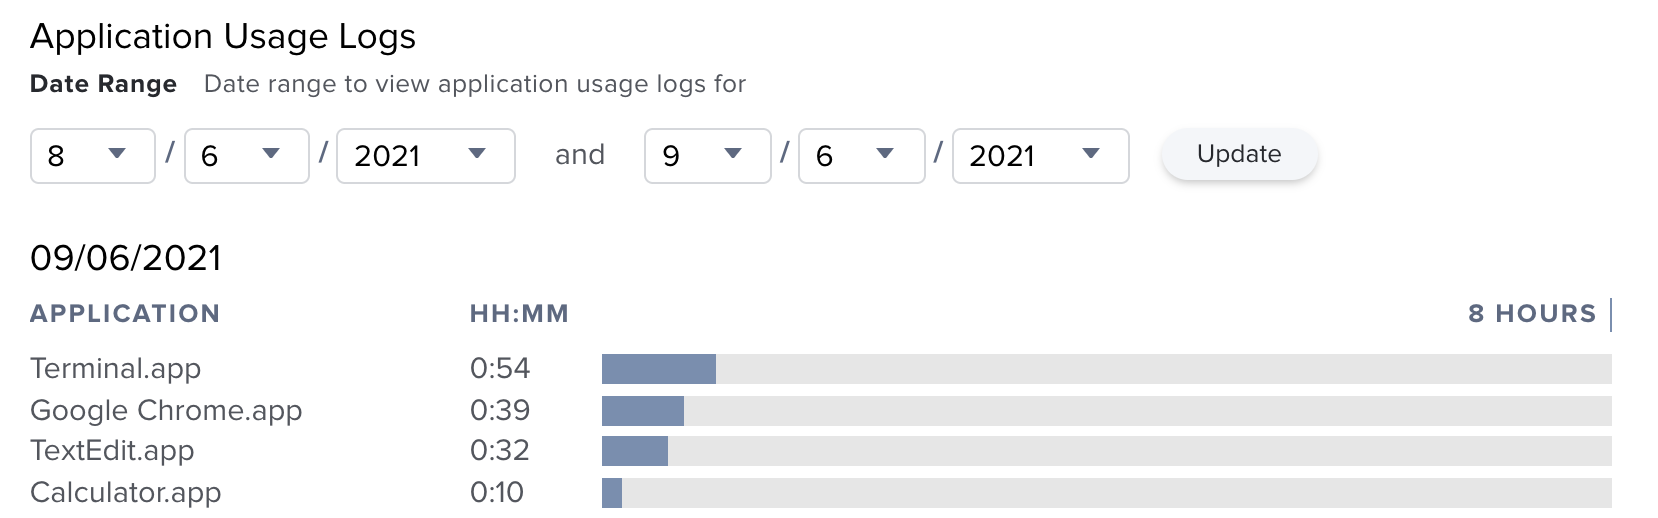 Application Usage Logs
Date Range Date range to view application usage logs for
8 / 6 / 2021 and 9 / 6 / 2021 Update
09/06/2021
APPLICATION HH:MM 8 HOURS
Terminal.app 0:54
Google Chrome.app 0:39
TextEdit.app 0:32
Calculator.app 0:10